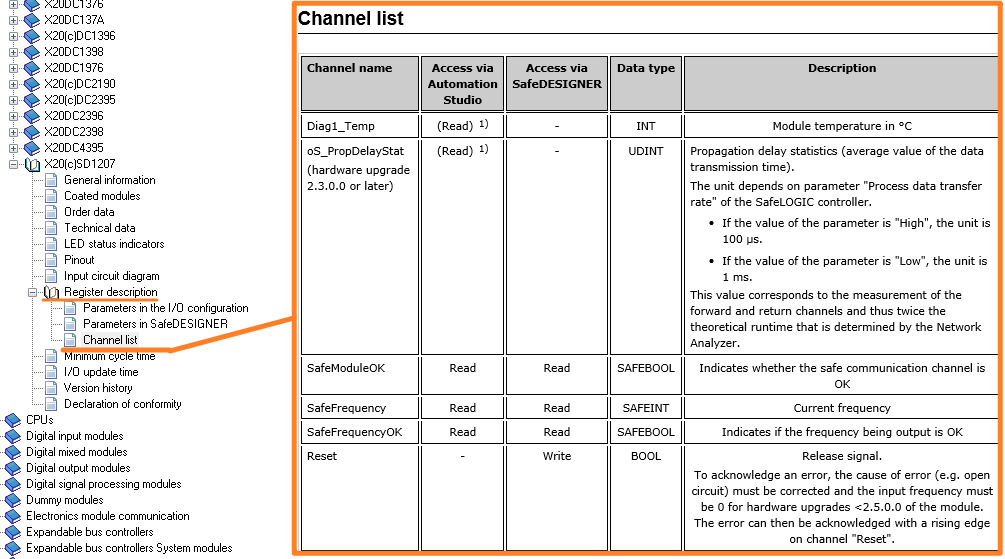 X20DC1376
X20DC137A
X20(c)DC1396
X20DC1398
X20DC1976
X20(c)DC2190
X20(c)DC2395
X20DC2396
X20DC2398
X20DC4395
X20(c)SD1207
General information
Coated modules
Order data
Technical data
LED status indicators
Pinout
Input circuit diagram
Register description
Parameters in the I/O configuration
Parameters in SafeDESIGNER
Channel list
Minimum cycle time
I/O update time
Version history
Declaration of conformity
CPUs
Digital input modules
Digital mixed modules
Digital output modules
Digital signal processing modules
Dummy modules
Electronics module communication
Expandable bus controllers
Expandable bus controllers System modules
Channel list
Channel name
Access via
Automation
Studio
Access via
SafeDESIGNER
Data type
Description
Diag1_Temp
(Read) 1)
-
INT
Module temperature in °C
oS_PropDelayStat
(hardware upgrade
2.3.0.0 or later)
(Read) 1)
-
UDINT
Propagation delay statistics (average value of the data
transmission time).
The unit depends on parameter "Process data transfer
rate" of the SafeLOGIC controller.
• If the value of the parameter is "High", the unit is
100 µs.
• If the value of the parameter is "Low", the unit is
1 ms.
This value corresponds to the measurement of the
forward and return channels and thus twice the
theoretical runtime that is determined by the Network
Analyzer.
SafeModuleOK
Read
Read
SAFEBOOL
Indicates whether the safe communication channel is
OK
SafeFrequency
Read
Read
SAFEINT
Current frequency
SafeFrequencyOK
Read
Read
SAFEBOOL
Indicates if the frequency being output is OK
Reset
-
Write
BOOL
Release signal.
To acknowledge an error, the cause of error (e.g. open
circuit) must be corrected and the input frequency must
be 0 for hardware upgrades <2.5.0.0 of the module.
The error can then be acknowledged with a rising edge
on channel "Reset".